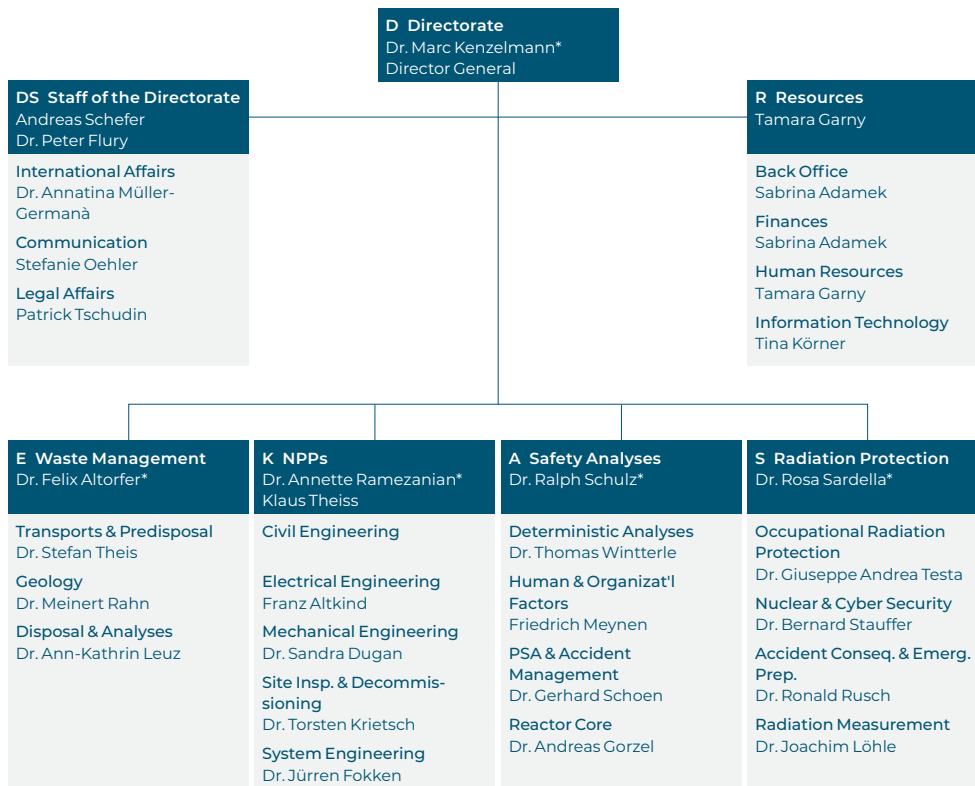 D Directorate
Dr. Marc Kenzelmann*
Director General
DS Staff of the Directorate
Andreas Schefer
Dr. Peter Flury
International Affairs
Dr. Annatina Müller-
Germanà
Communication
Stefanie Oehler
Legal Affairs
Patrick Tschudin
R Resources
Tamara Garny
Back Office
Sabrina Adamek
Finances
Sabrina Adamek
Human Resources
Tamara Garny
Information Technology
Tina Körner
E Waste Management
Dr. Felix Altorfer*
Transports & Predisposal
Dr. Stefan Theis
Geology
Dr. Meinert Rahn
Disposal & Analyses
Dr. Ann-Kathrin Leuz
K NPPs
Dr. Annette Ramezanian*
Klaus Theiss
Civil Engineering
Electrical Engineering
Franz Altkind
Mechanical Engineering
Dr. Sandra Dugan
Site Insp. & Decommis-
sioning
Dr. Torsten Krietsch
System Engineering
Dr. Jürren Fokken
A Safety Analyses
Dr. Ralph Schulz*
Deterministic Analyses
Dr. Thomas Wintterle
Human & Organizat'l
Factors
Friedrich Meynen
PSA & Accident
Management
Dr. Gerhard Schoen
Reactor Core
Dr. Andreas Gorzel
S Radiation Protection
Dr. Rosa Sardella*
Occupational Radiation
Protection
Dr. Giuseppe Andrea Testa
Nuclear & Cyber Security
Dr. Bernard Stauffer
Accident Conseq. & Emerg.
Prep.
Dr. Ronald Rusch
Radiation Measurement
Dr. Joachim Löhle